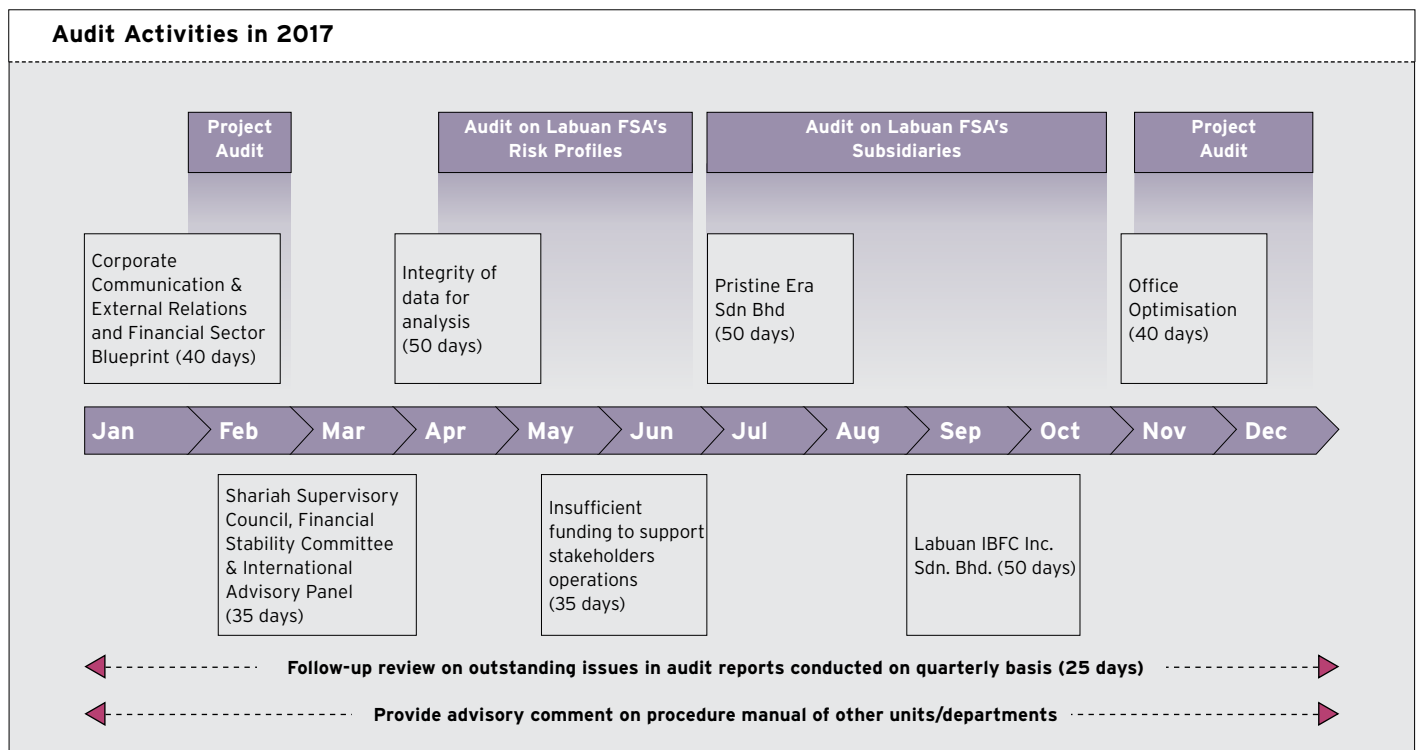 Audit Activities in 2017
Project
Audit
Audit on Labuan FSA's
Risk Profiles
Audit on Labuan FSA's
Subsidiaries
Project
Audit
Corporate
Communication &
External Relations
and Financial Sector
Blueprint (40 days)
Integrity of
data for
analysis
(50 days)
Pristine Era
Sdn Bhd
(50 days)
Office
Optimisation
(40 days)
Jan Feb Mar Apr May Jun Jul Aug Sep Oct Nov Dec
Shariah Supervisory
Council, Financial
Stability Committee
& International
Advisory Panel
(35 days)
Insufficient
funding to support
stakeholders
operations
(35 days)
Labuan IBFC Inc.
Sdn. Bhd. (50 days)
Follow-up review on outstanding issues in audit reports conducted on quarterly basis (25 days)
Provide advisory comment on procedure manual of other units/departments